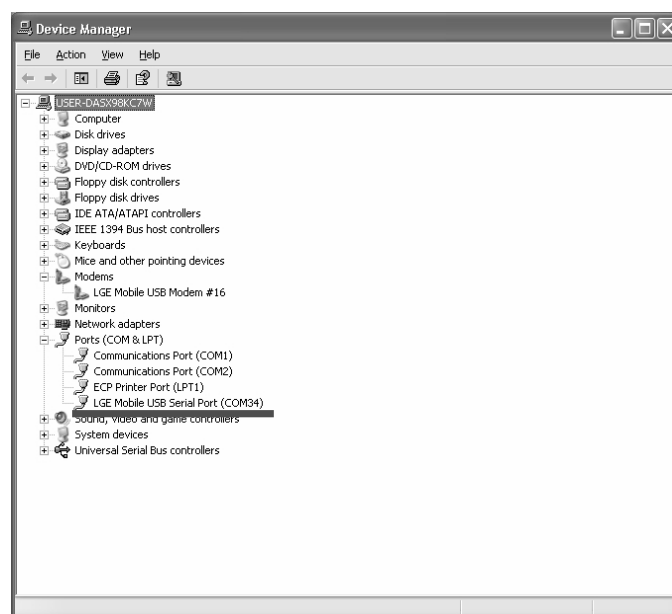 Device Manager
File Action View Help
USER-DASX98KC7W
Computer
Disk drives
Display adapters
DVD/CD-ROM drives
Floppy disk controllers
Floppy disk drives
IDE ATA/ATAPI controllers
IEEE 1394 Bus host controllers
Keyboards
Mice and other pointing devices
Modems
LGE Mobile USB Modem #16
Monitors
Network adapters
Ports (COM & LPT)
Communications Port (COM1)
Communications Port (COM2)
ECP Printer Port (LPT1)
LGE Mobile USB Serial Port (COM34)
Sound, video and game controllers
System devices
Universal Serial Bus controllers